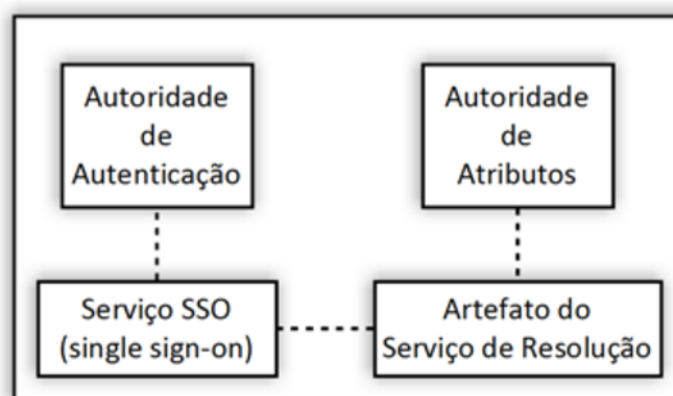 Autoridade
de
Autenticação
Autoridade
de
Atributos
Serviço SSO
(single sign-on)
Artefato do
Serviço de Resolução